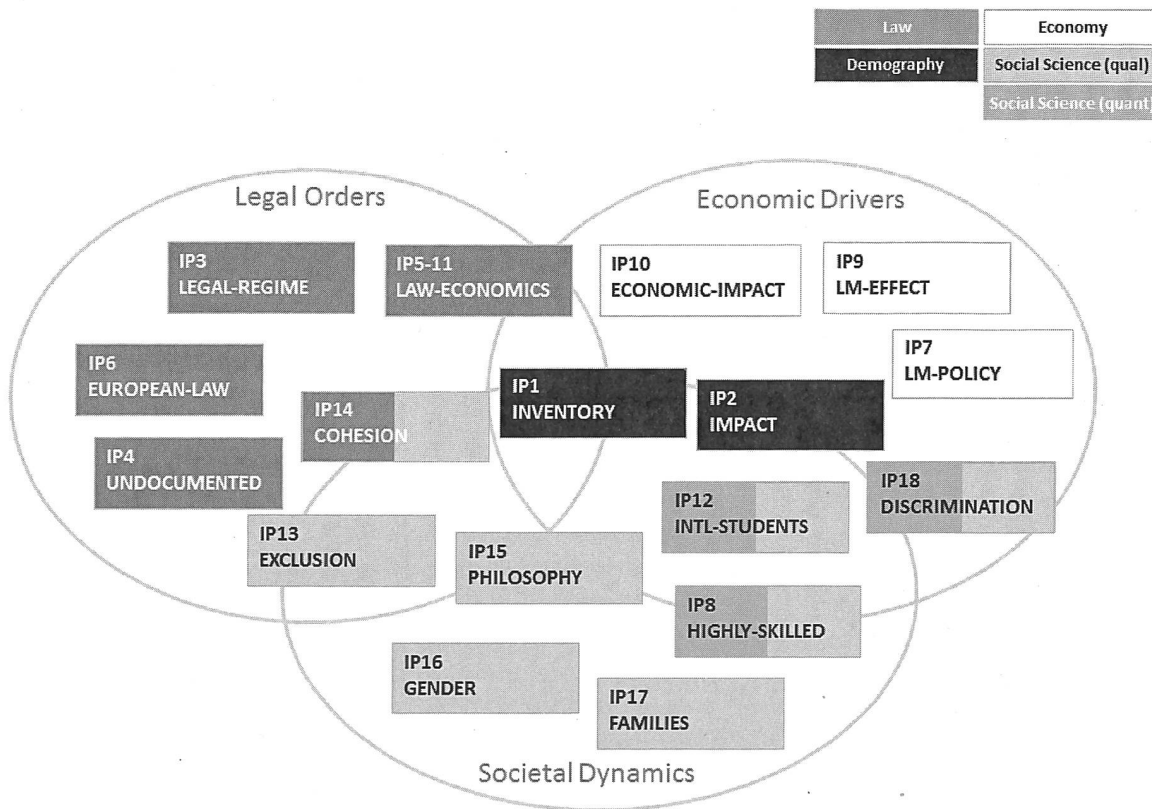 Law
Economy
Demography
Social Science (qual)
Social Science (quant)
Legal Orders
Economic Drivers
IP3
LEGAL-REGIME
IP5-11
LAW-ECONOMICS
IP10
ECONOMIC-IMPACT
IP9
LM-EFFECT
IP7
LM-POLICY
IP6
EUROPEAN-LAW
IP14
COHESION
IP1
INVENTORY
IP2
IMPACT
IP4
UNDOCUMENTED
IP12
INTL-STUDENTS
IP18
DISCRIMINATION
IP13
EXCLUSION
IP15
PHILOSOPHY
IP8
HIGHLY-SKILLED
IP16
GENDER
IP17
FAMILIES
Societal Dynamics